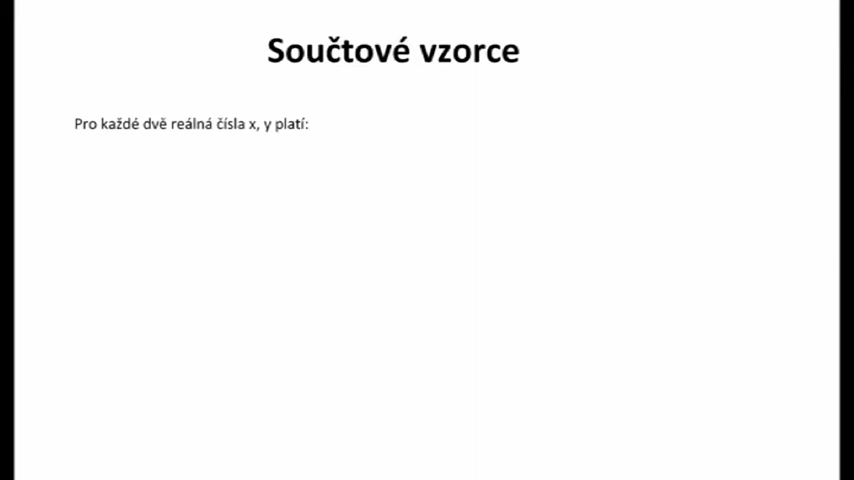 Součtové vzorce
Pro každé dvě reálná čísla x, y platí: